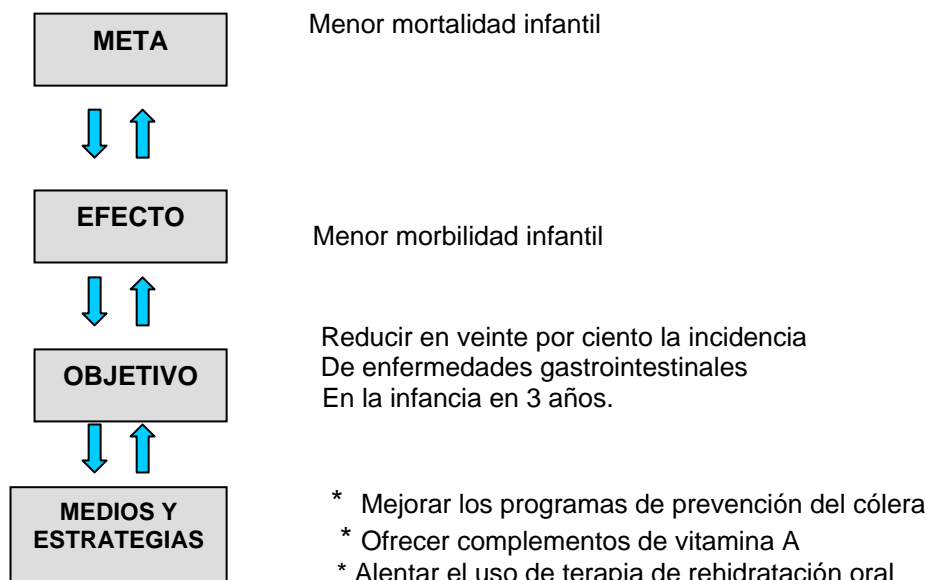 META
Menor mortalidad infantil
EFECTO
Menor morbilidad infantil
OBJETIVO
Reducir en veinte por ciento la incidencia
De enfermedades gastrointestinales
En la infancia en 3 años.
MEDIOS Y
ESTRATEGIAS
* Mejorar los programas de prevención del cólera
* Ofrecer complementos de vitamina A
* Alentar el uso de terapia de rehidratación oral